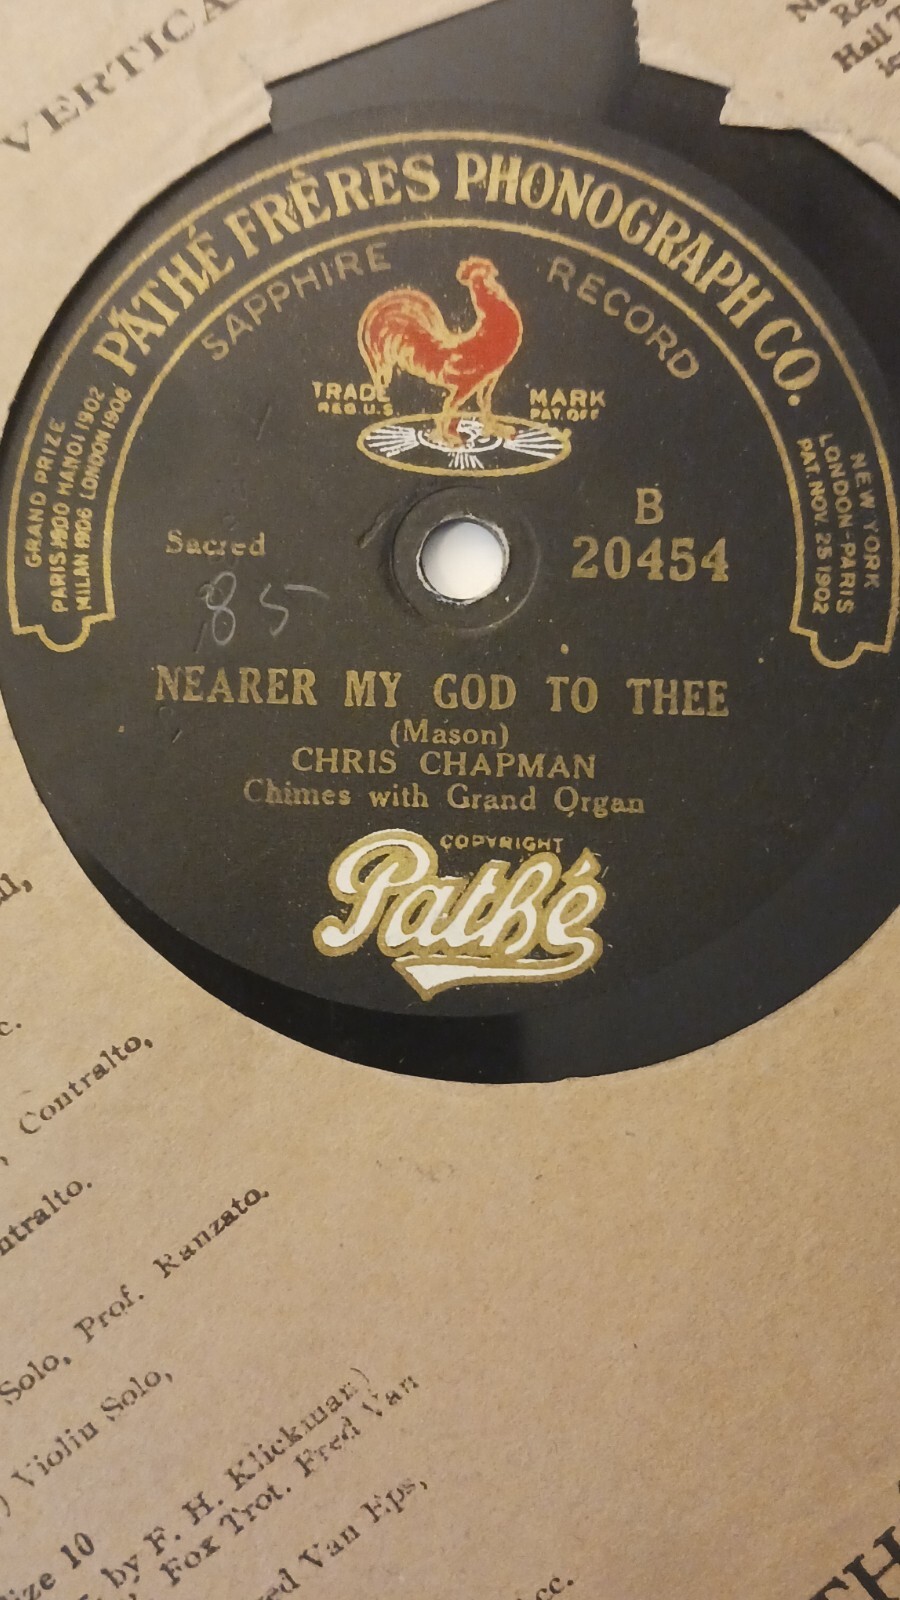 VERTICA
Hail
PATHÉ FRÈRES PHONOGRAPH CO.
SAPPHIRE RECORD
TRADE MARK
REG. U.S. PAT. OFF
GRAND PRIZE
PARIS 1900 HANOI 1902
MILAN 1906 LONDON 1908
NEW YORK
LONDON-PARIS
PAT. NOV. 25 1902
B
Sacred
20454
85
NEARER MY GOD TO THEE
(Mason)
CHRIS CHAPMAN
Chimes with Grand Organ
COPYRIGHT
Pathé
Contralto,
ntralto.
Solo, Prof. Ranzato.
) Violin Solo,
ize 10
by F. H. Klickman)
Fox Trot. Fred Van
ed Van Eps,
cc.